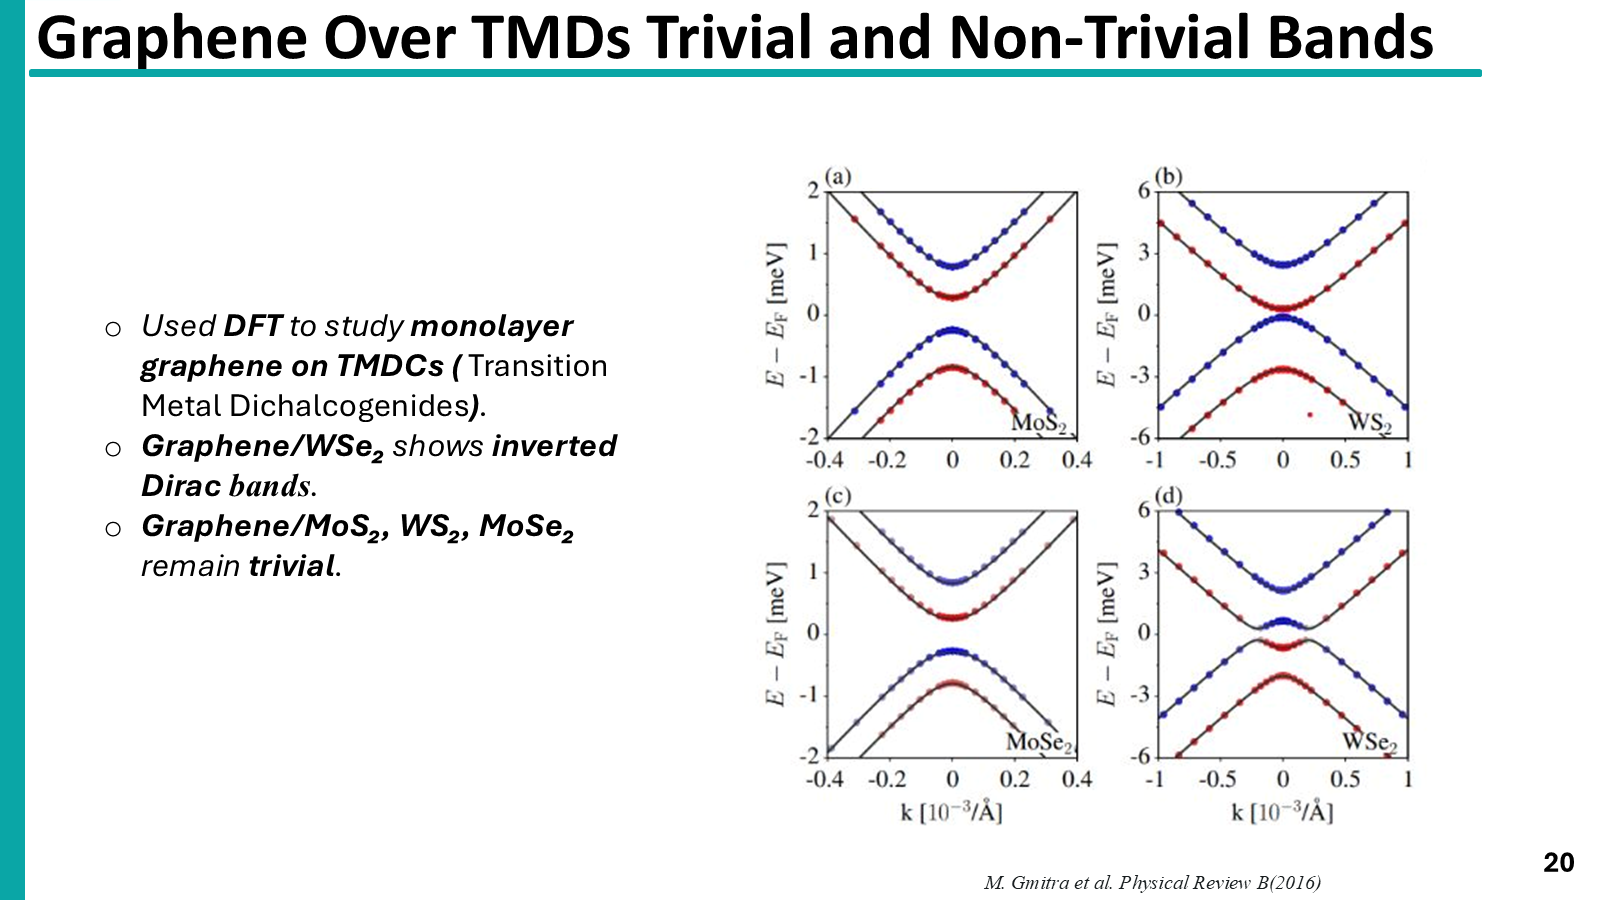 Graphene Over TMDs Trivial and Non-Trivial Bands
o Used DFT to study monolayer
graphene on TMDCs ( Transition
Metal Dichalcogenides).
o Graphene/WSe₂ shows inverted
Dirac bands.
o Graphene/MoS₂, WS₂, MoSe₂
remain trivial.
(a)
2
1
0
-1
-2
E − E_F [meV]
MoS₂
-0.4 -0.2 0 0.2 0.4
(b)
6
3
0
-3
-6
E − E_F [meV]
WS₂
-1 -0.5 0 0.5 1
(c)
2
1
0
-1
-2
E − E_F [meV]
MoSe₂
-0.4 -0.2 0 0.2 0.4
k [10⁻³/Å]
(d)
6
3
0
-3
-6
E − E_F [meV]
WSe₂
-1 -0.5 0 0.5 1
k [10⁻³/Å]
M. Gmitra et al. Physical Review B(2016)
20